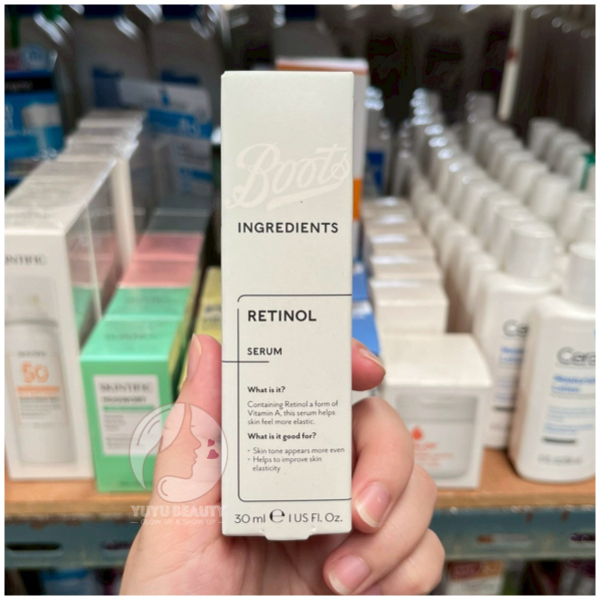 Boots
INGREDIENTS
RETINOL
SERUM
What is it?
Containing Retinol a form of
Vitamin A, this serum helps
skin feel more elastic.
What is it good for?
· Skin tone appears more even
· Helps to improve skin
elasticity
30 ml ℮ 1 US Fl. Oz.
50
SKINTIFIC
YUYU BEAUTY
Cera
Lotion